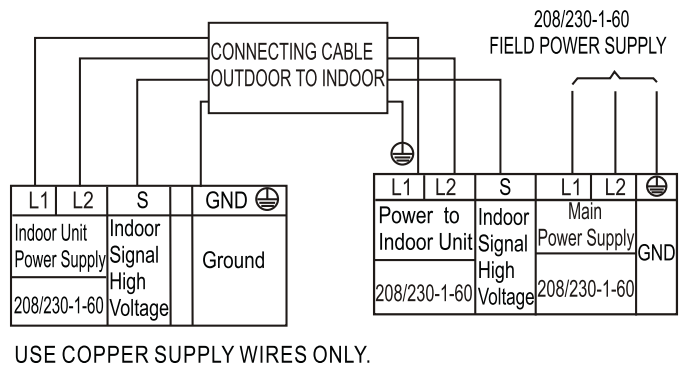 208/230-1-60
FIELD POWER SUPPLY
CONNECTING CABLE
OUTDOOR TO INDOOR
L1 L2 S GND
Indoor Unit
Power Supply
208/230-1-60
Indoor
Signal
High
Voltage
Ground
L1 L2 S L1 L2
Power to
Indoor Unit
208/230-1-60
Indoor
Signal
High
Voltage
Main
Power Supply
208/230-1-60
GND
USE COPPER SUPPLY WIRES ONLY.